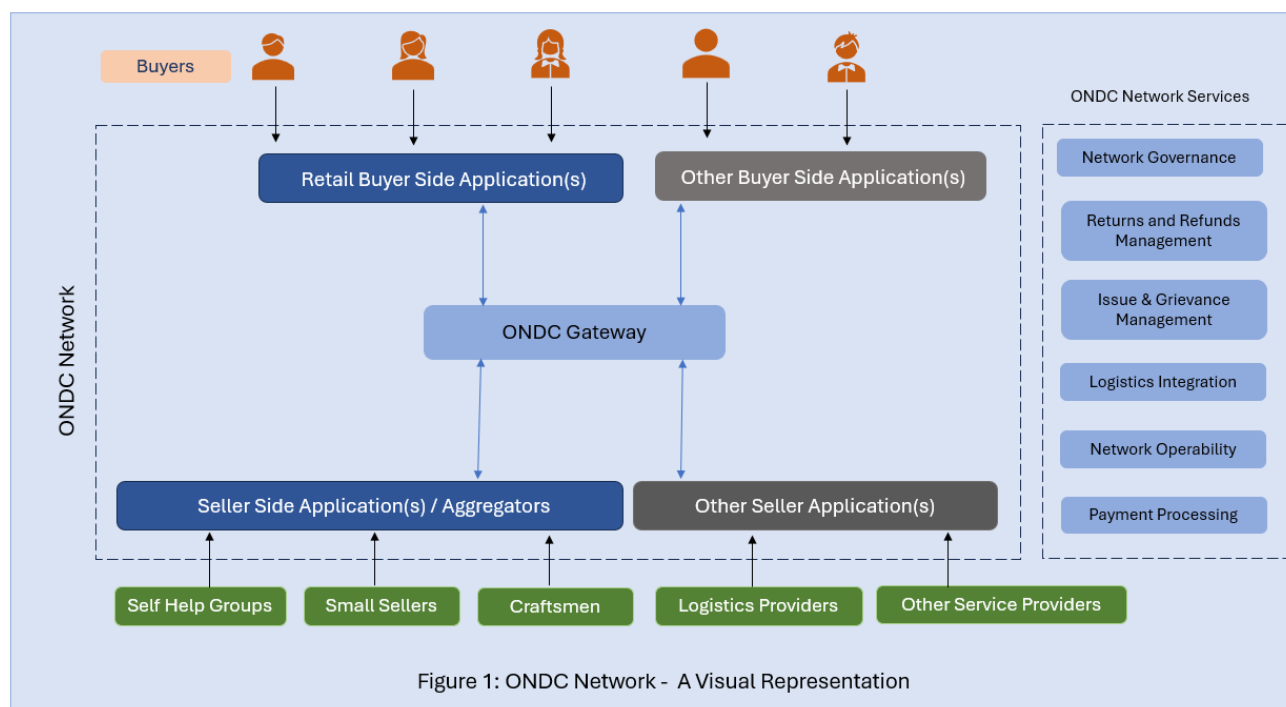 Buyers
ONDC Network Services
Retail Buyer Side Application(s)
Other Buyer Side Application(s)
Network Governance
Returns and Refunds
Management
Issue & Grievance
Management
ONDC Gateway
ONDC Network
Logistics Integration
Network Operability
Seller Side Application(s) / Aggregators
Other Seller Application(s)
Payment Processing
Self Help Groups
Small Sellers
Craftsmen
Logistics Providers
Other Service Providers
Figure 1: ONDC Network - A Visual Representation